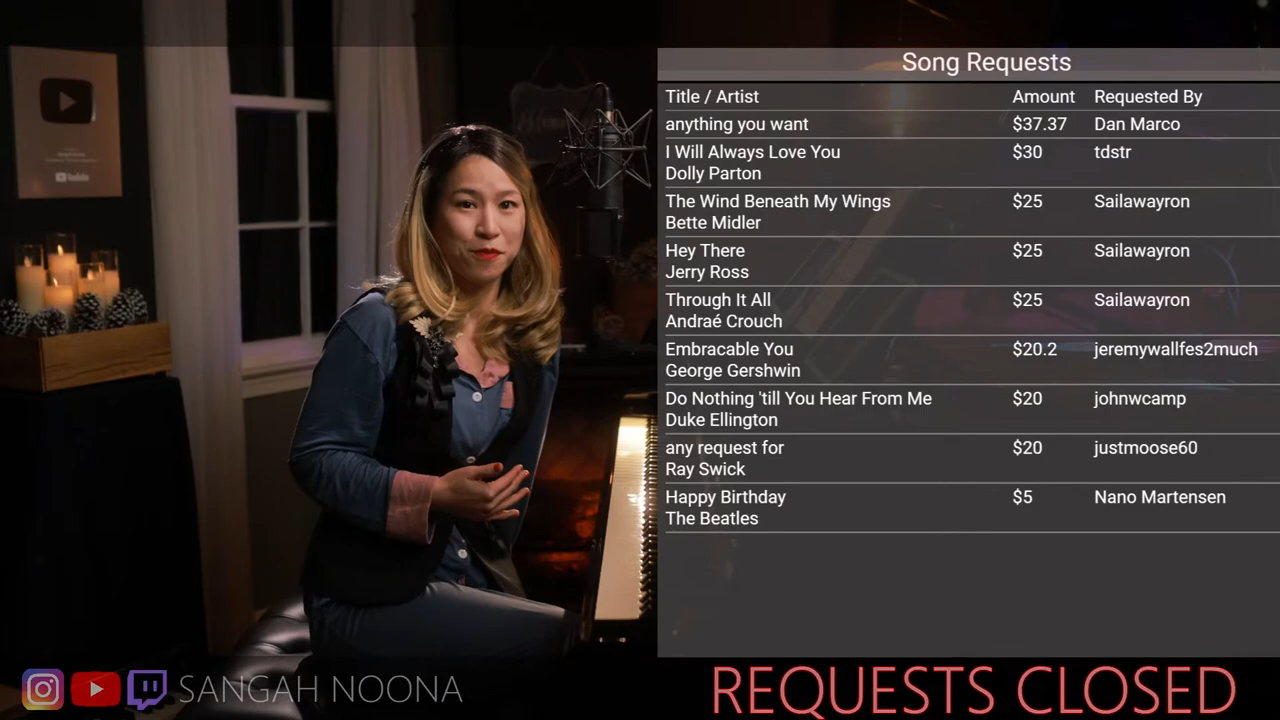 Song Requests
Title / Artist Amount Requested By
anything you want $37.37 Dan Marco
I Will Always Love You $30 tdstr
Dolly Parton
The Wind Beneath My Wings $25 Sailawayron
Bette Midler
Hey There $25 Sailawayron
Jerry Ross
Through It All $25 Sailawayron
Andraé Crouch
Embracable You $20.2 jeremywallfes2much
George Gershwin
Do Nothing 'till You Hear From Me $20 johnwcamp
Duke Ellington
any request for $20 justmoose60
Ray Swick
Happy Birthday $5 Nano Martensen
The Beatles
YouTube
SANGAH NOONA
REQUESTS CLOSED